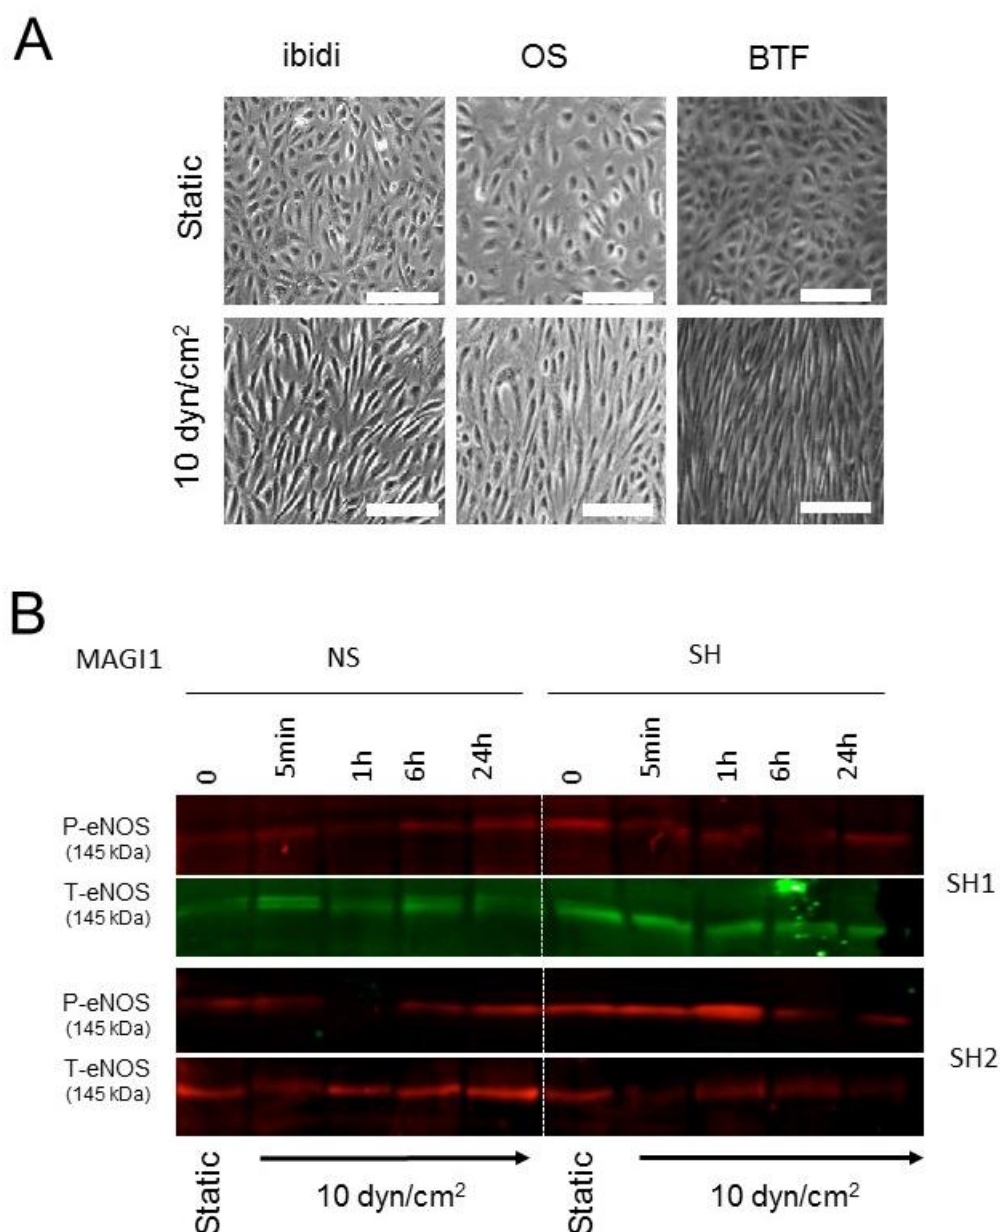 A
ibidi OS BTF
Static
10 dyn/cm²
B
MAGI1 NS SH
0 5min 1h 6h 24h 0 5min 1h 6h 24h
P-eNOS
(145 kDa)
T-eNOS
(145 kDa)
SH1
P-eNOS
(145 kDa)
T-eNOS
(145 kDa)
SH2
Static 10 dyn/cm² Static 10 dyn/cm²